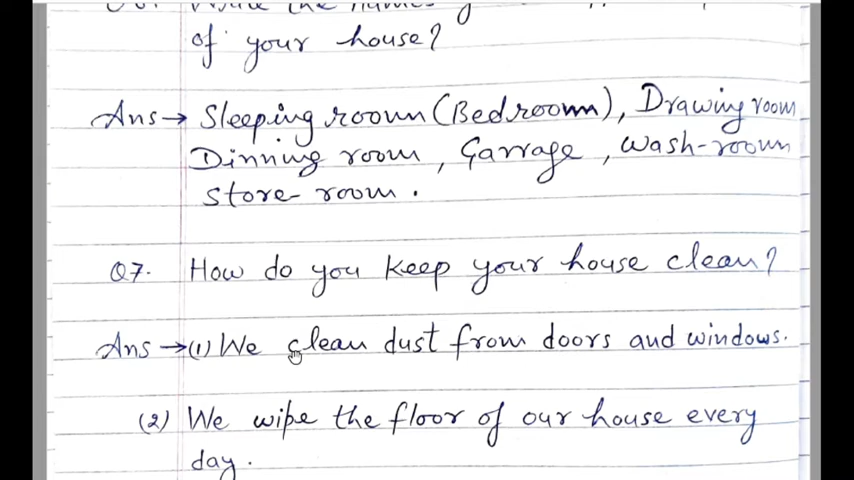 of your house?
Ans → Sleeping room (Bedroom), Drawing room
Dinning room, Garrage, wash-room
store-room.
Q7. How do you keep your house clean?
Ans → (1) We clean dust from doors and windows.
(2) We wipe the floor of our house every
day.